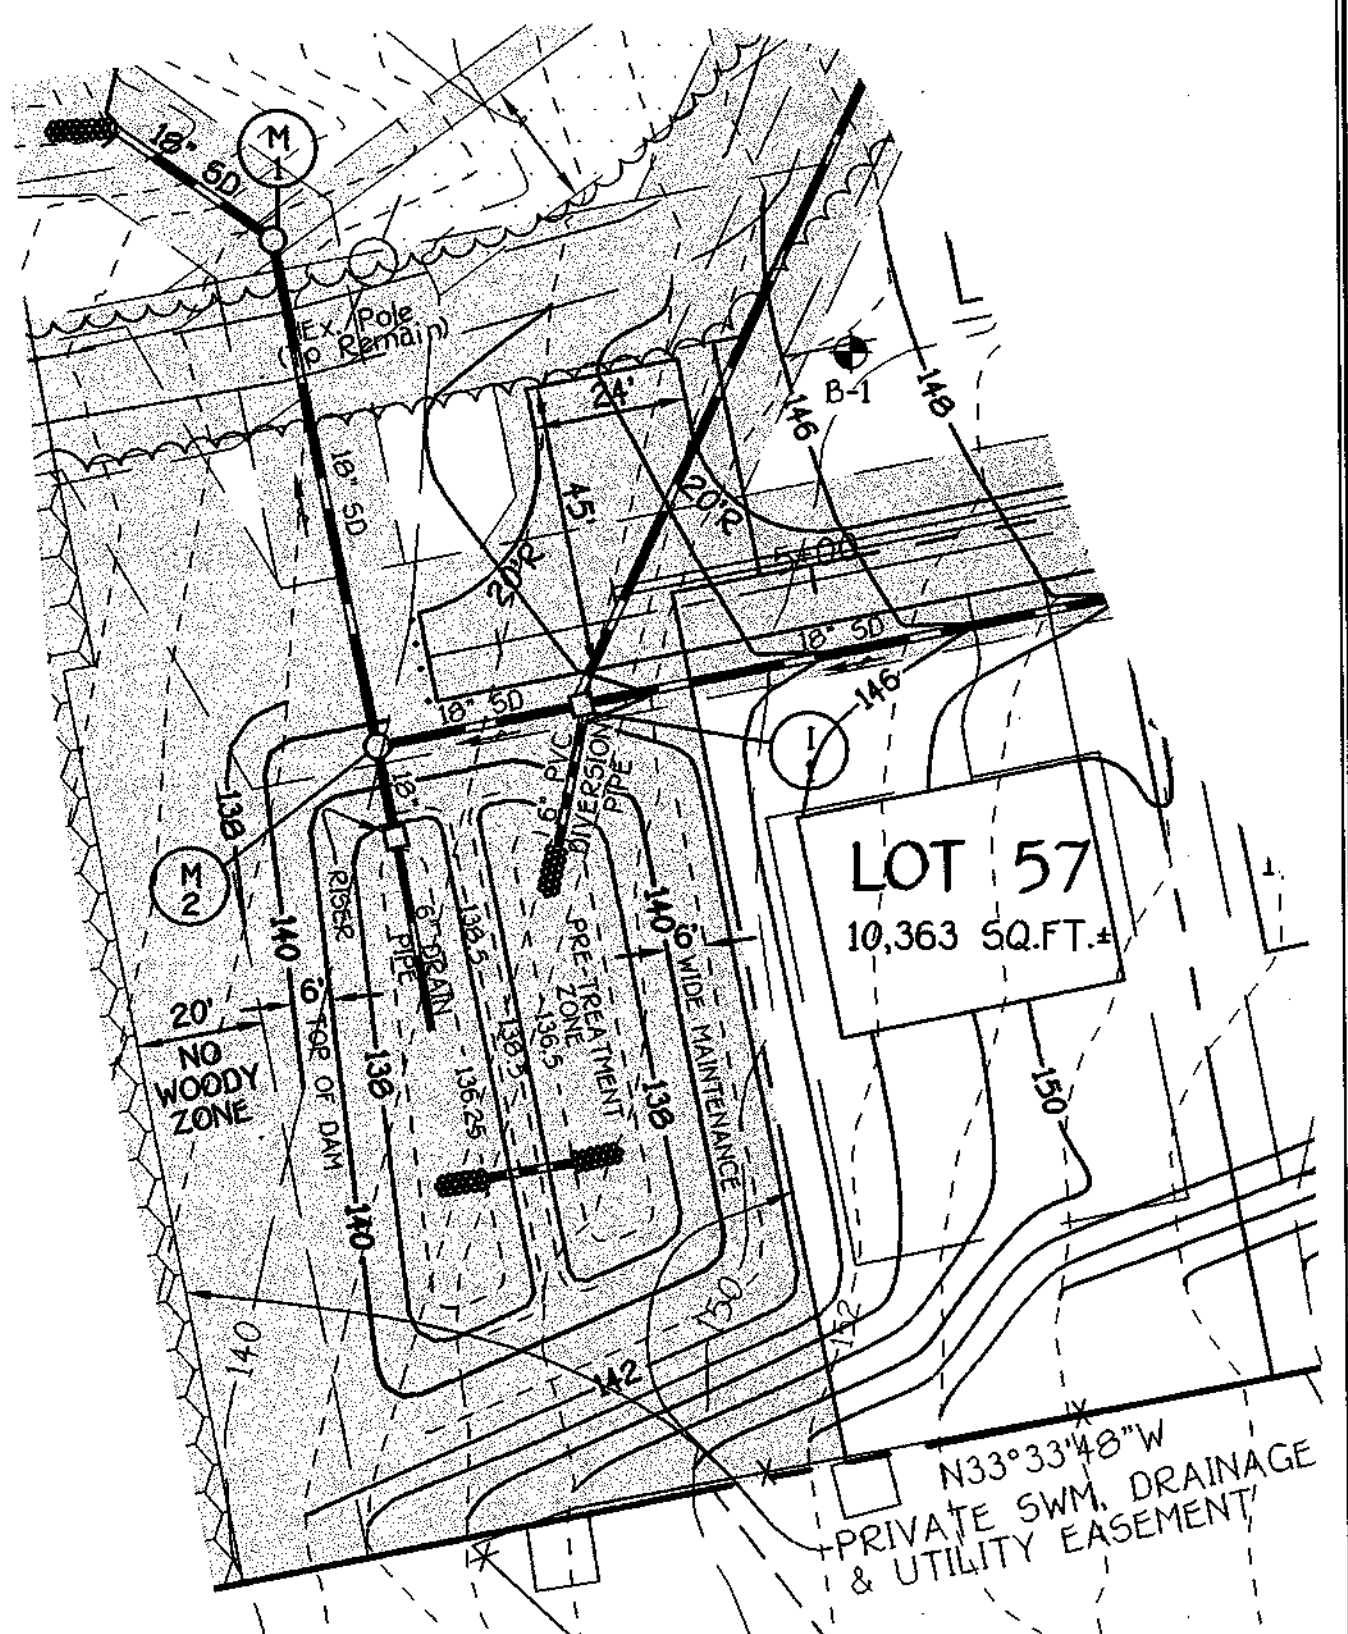 18" SD
M
1
Ex. Pole
(To Remain)
24'
B-1
146
148
18" SD
45'
20'R
20'R
5+00
18" SD
18" SD
146
I
138
18"
6" PVC
DIVERSION
PIPE
M
2
LOT 57
10,363 SQ.FT.±
RISER
6" DRAIN
PIPE
138.5
140
140
6'
WIDE MAINTENANCE
PRE-TREATMENT
ZONE
136.5
138.5
6'
TOP OF DAM
20'
NO
WOODY
ZONE
138
136.25
138
150
140
150
152
140
142
N33°33'48"W
PRIVATE SWM, DRAINAGE
& UTILITY EASEMENT